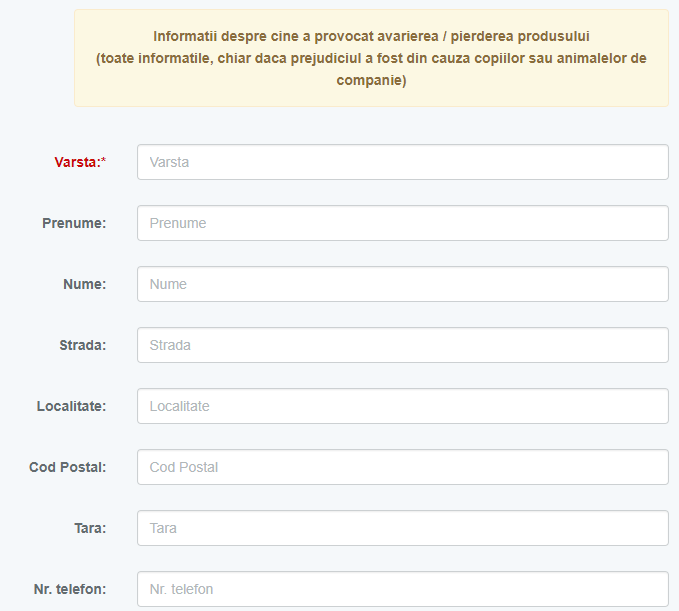 Informatii despre cine a provocat avarierea / pierderea produsului
(toate informatile, chiar daca prejudiciul a fost din cauza copiilor sau animalelor de
companie)
Varsta:* Varsta
Prenume: Prenume
Nume: Nume
Strada: Strada
Localitate: Localitate
Cod Postal: Cod Postal
Tara: Tara
Nr. telefon: Nr. telefon